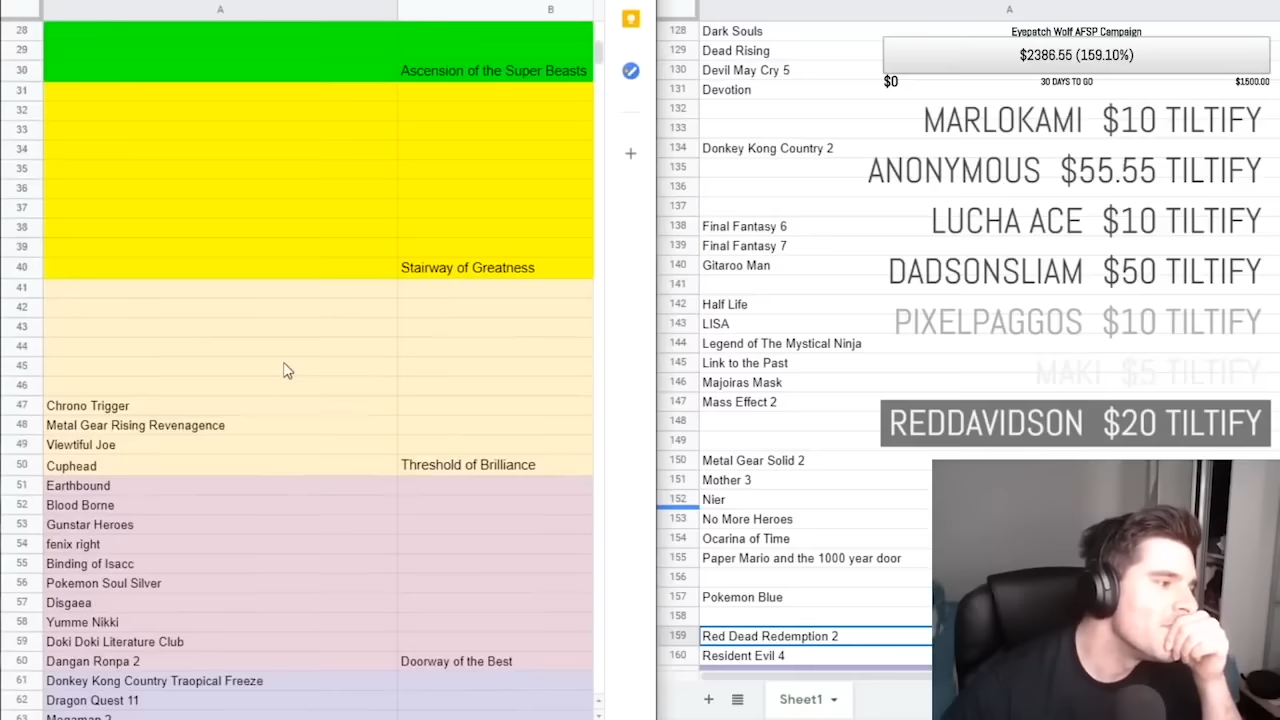 A
B
28
29
30 Ascension of the Super Beasts
31
32
33
34
35
36
37
38
39
40 Stairway of Greatness
41
42
43
44
45
46
47 Chrono Trigger
48 Metal Gear Rising Revenagence
49 Viewtiful Joe
50 Cuphead Threshold of Brilliance
51 Earthbound
52 Blood Borne
53 Gunstar Heroes
54 fenix right
55 Binding of Isacc
56 Pokemon Soul Silver
57 Disgaea
58 Yumme Nikki
59 Doki Doki Literature Club
60 Dangan Ronpa 2 Doorway of the Best
61 Donkey Kong Country Traopical Freeze
62 Dragon Quest 11
63 Megaman 2
A
128 Dark Souls
129 Dead Rising
130 Devil May Cry 5
131 Devotion
132
133
134 Donkey Kong Country 2
135
136
137
138 Final Fantasy 6
139 Final Fantasy 7
140 Gitaroo Man
141
142 Half Life
143 LISA
144 Legend of The Mystical Ninja
145 Link to the Past
146 Majoiras Mask
147 Mass Effect 2
148
149
150 Metal Gear Solid 2
151 Mother 3
152 Nier
153 No More Heroes
154 Ocarina of Time
155 Paper Mario and the 1000 year door
156
157 Pokemon Blue
158
159 Red Dead Redemption 2
160 Resident Evil 4
Sheet1
Eyepatch Wolf AFSP Campaign
$2386.55 (159.10%)
$0 30 DAYS TO GO $1500.00
MARLOKAMI $10 TILTIFY
ANONYMOUS $55.55 TILTIFY
LUCHA ACE $10 TILTIFY
DADSONSLIAM $50 TILTIFY
PIXELPAGGOS $10 TILTIFY
MAKI $5 TILTIFY
REDDAVIDSON $20 TILTIFY